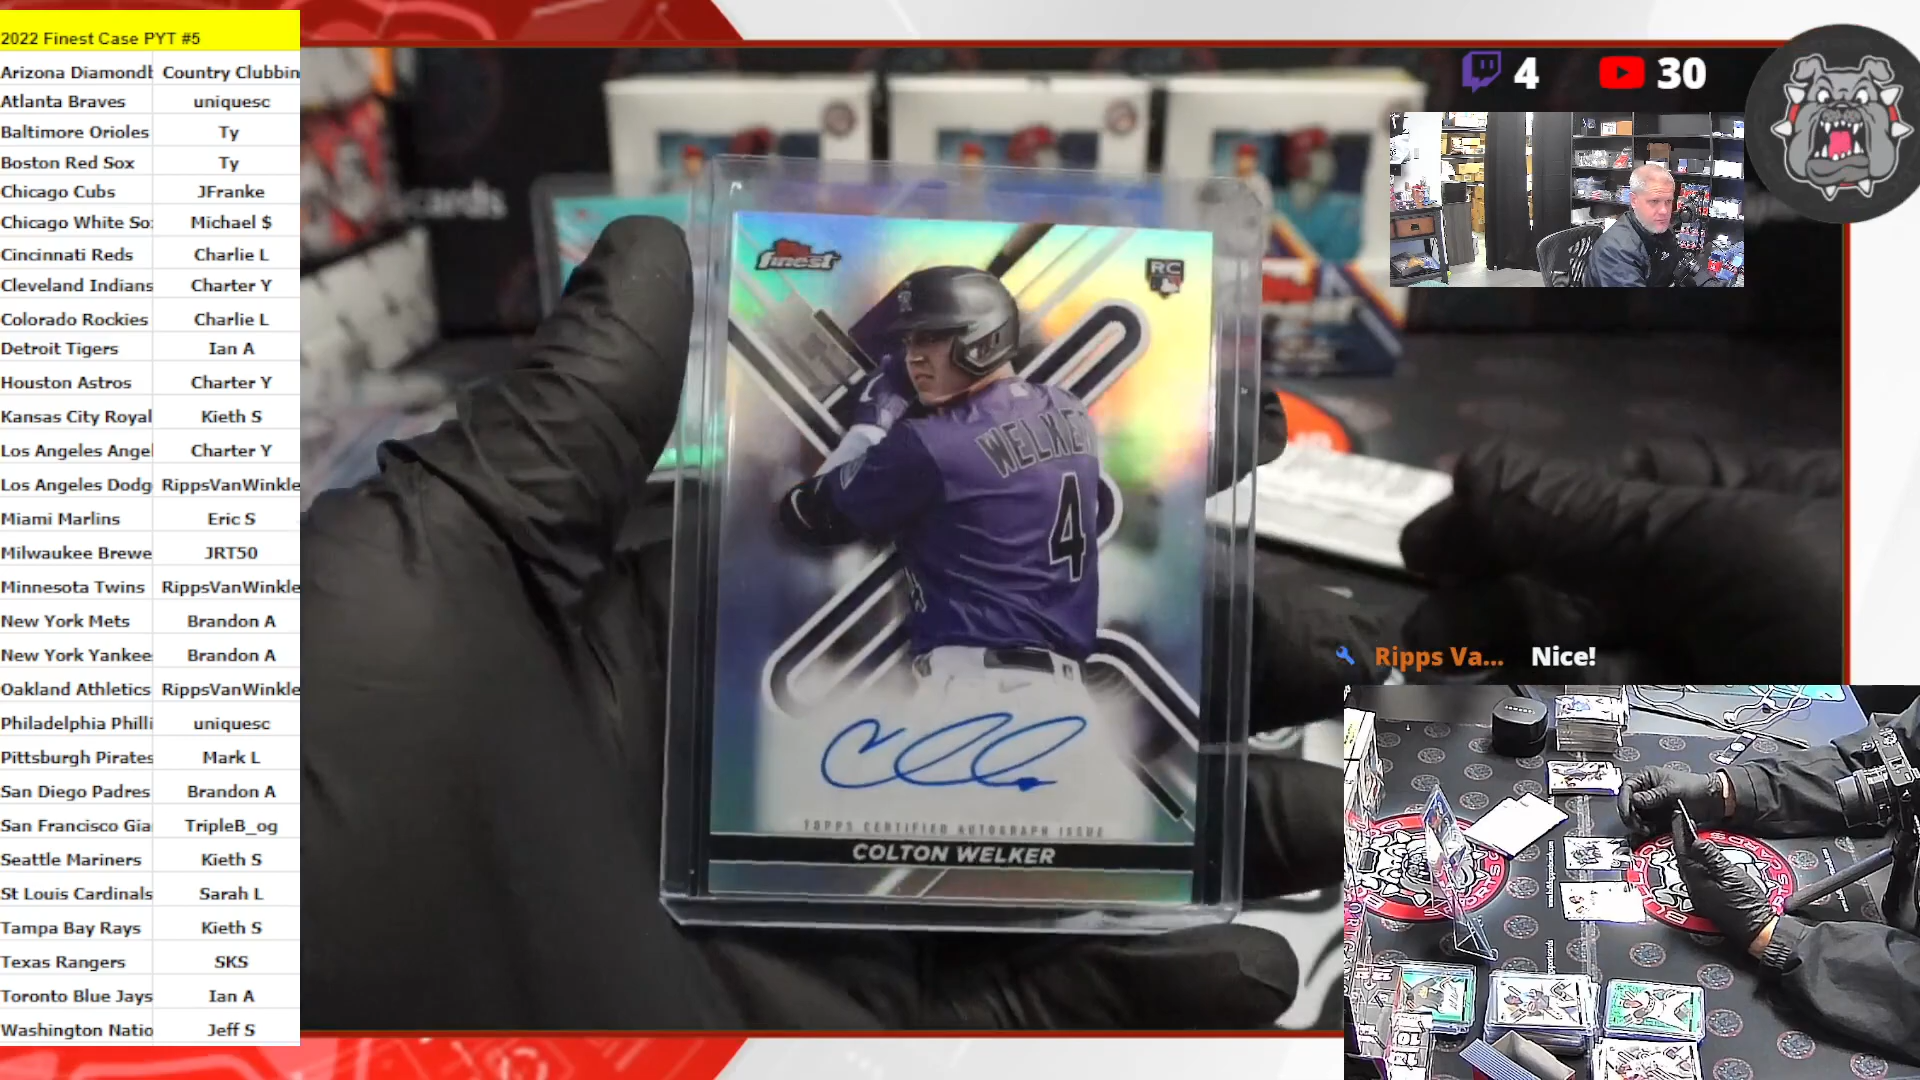 2022 Finest Case PYT #5
Arizona Diamondb Country Clubbin
Atlanta Braves uniquesc
Baltimore Orioles Ty
Boston Red Sox Ty
Chicago Cubs JFranke
Chicago White So Michael $
Cincinnati Reds Charlie L
Cleveland Indians Charter Y
Colorado Rockies Charlie L
Detroit Tigers Ian A
Houston Astros Charter Y
Kansas City Royal Kieth S
Los Angeles Angel Charter Y
Los Angeles Dodg RippsVanWinkle
Miami Marlins Eric S
Milwaukee Brewe JRT50
Minnesota Twins RippsVanWinkle
New York Mets Brandon A
New York Yankee Brandon A
Oakland Athletics RippsVanWinkle
Philadelphia Philli uniquesc
Pittsburgh Pirates Mark L
San Diego Padres Brandon A
San Francisco Gia TripleB_og
Seattle Mariners Kieth S
St Louis Cardinals Sarah L
Tampa Bay Rays Kieth S
Texas Rangers SKS
Toronto Blue Jays Ian A
Washington Natio Jeff S
4 30
cards
Topps
finest
RC
WELKER
4
TOPPS CERTIFIED AUTOGRAPH ISSUE
COLTON WELKER
Ripps Va... Nice!